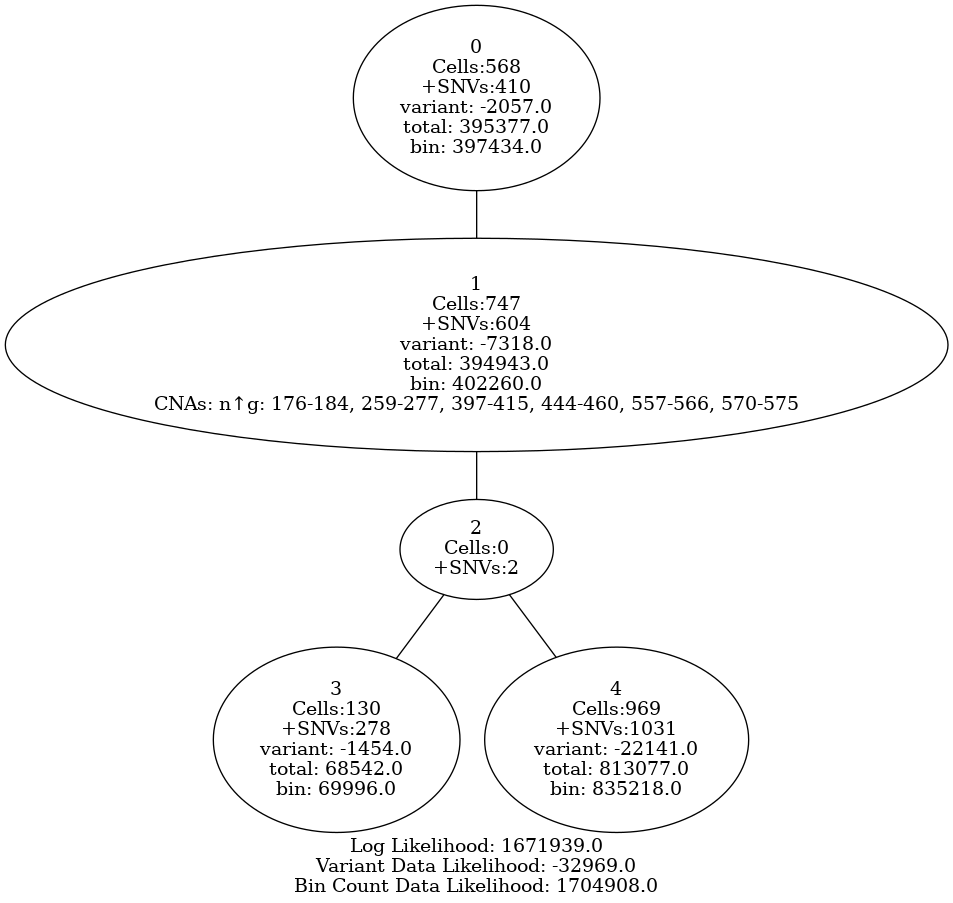 0
Cells:568
+SNVs:410
variant: -2057.0
total: 395377.0
bin: 397434.0
1
Cells:747
+SNVs:604
variant: -7318.0
total: 394943.0
bin: 402260.0
CNAs: n↑g: 176-184, 259-277, 397-415, 444-460, 557-566, 570-575
2
Cells:0
+SNVs:2
3
Cells:130
+SNVs:278
variant: -1454.0
total: 68542.0
bin: 69996.0
4
Cells:969
+SNVs:1031
variant: -22141.0
total: 813077.0
bin: 835218.0
Log Likelihood: 1671939.0
Variant Data Likelihood: -32969.0
Bin Count Data Likelihood: 1704908.0